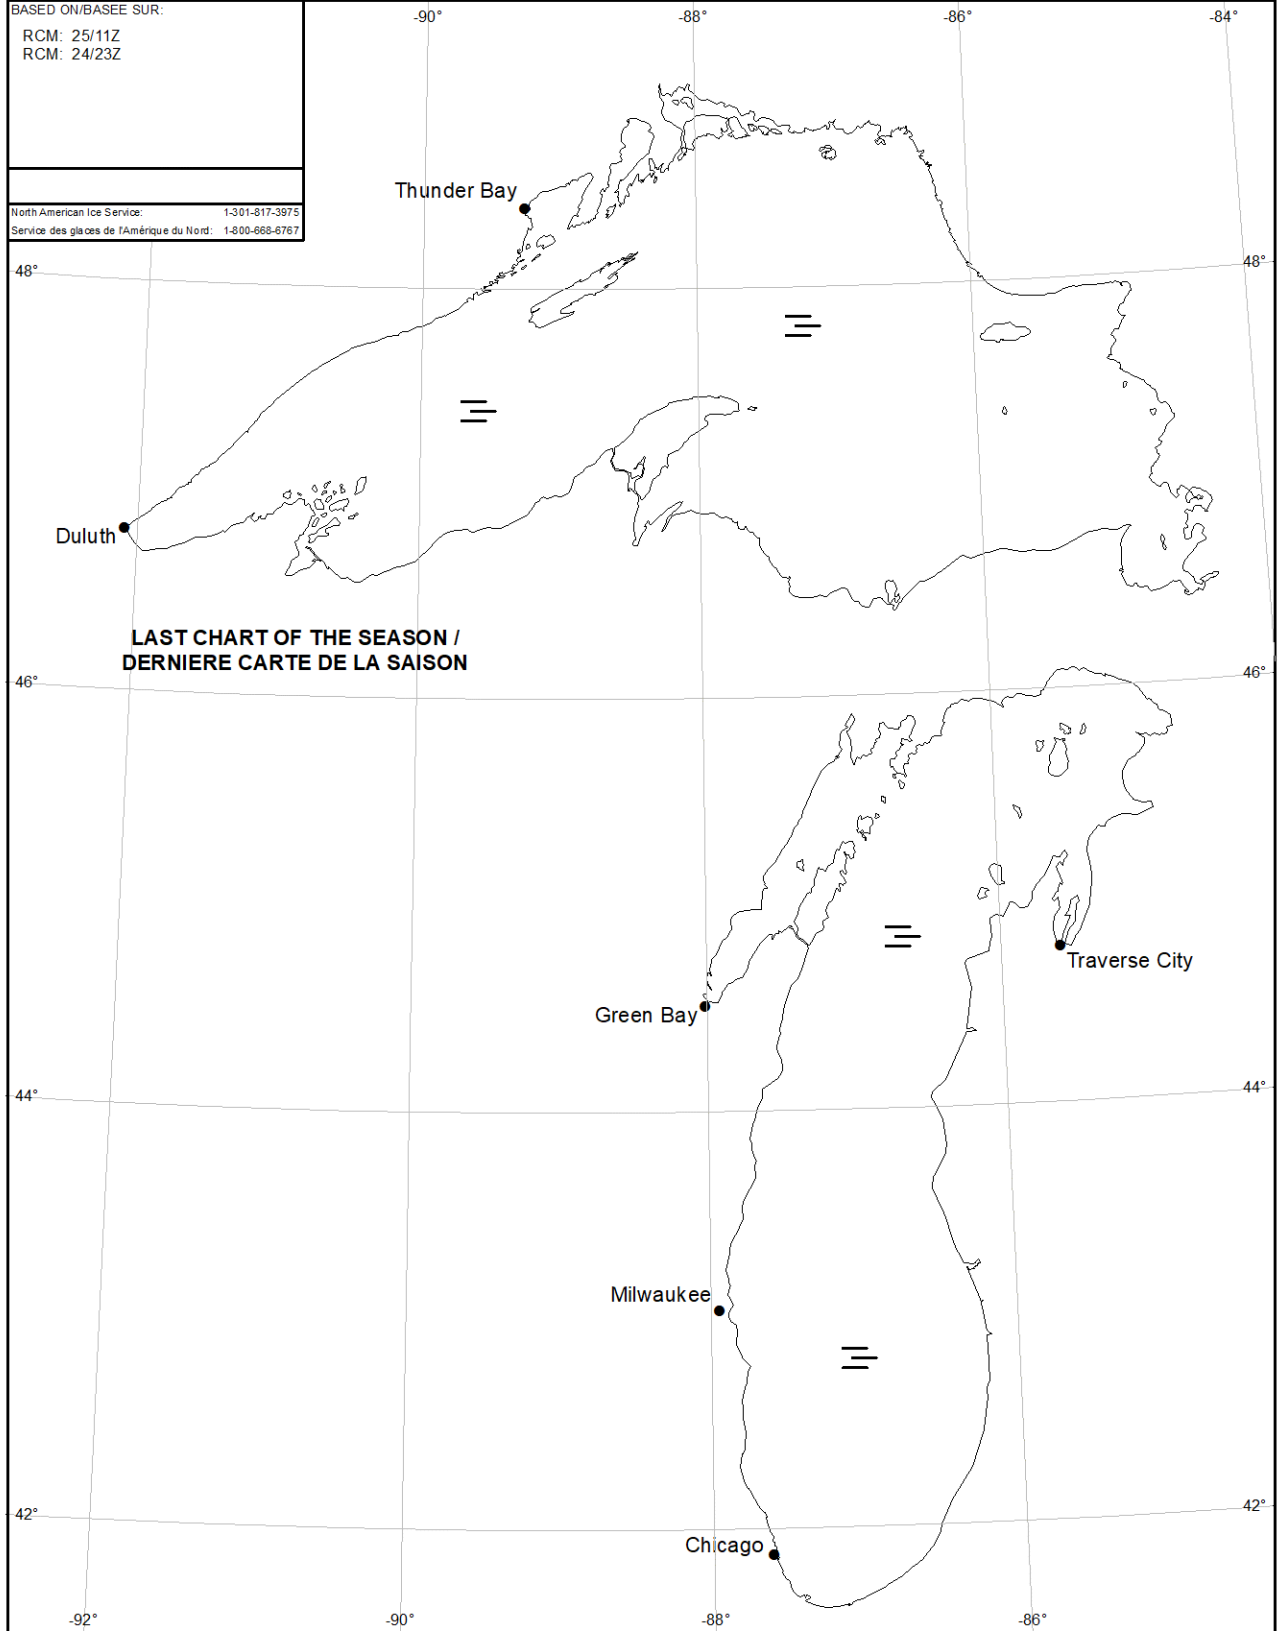 BASED ON/BASEE SUR:
RCM: 25/11Z
RCM: 24/23Z
North American Ice Service: 1-301-817-3975
Service des glaces de l'Amérique du Nord: 1-800-668-6767
-90° -88° -86° -84°
Thunder Bay
48° 48°
Duluth
LAST CHART OF THE SEASON /
DERNIERE CARTE DE LA SAISON
46° 46°
Traverse City
Green Bay
44° 44°
Milwaukee
42° 42°
Chicago
-92° -90° -88° -86°